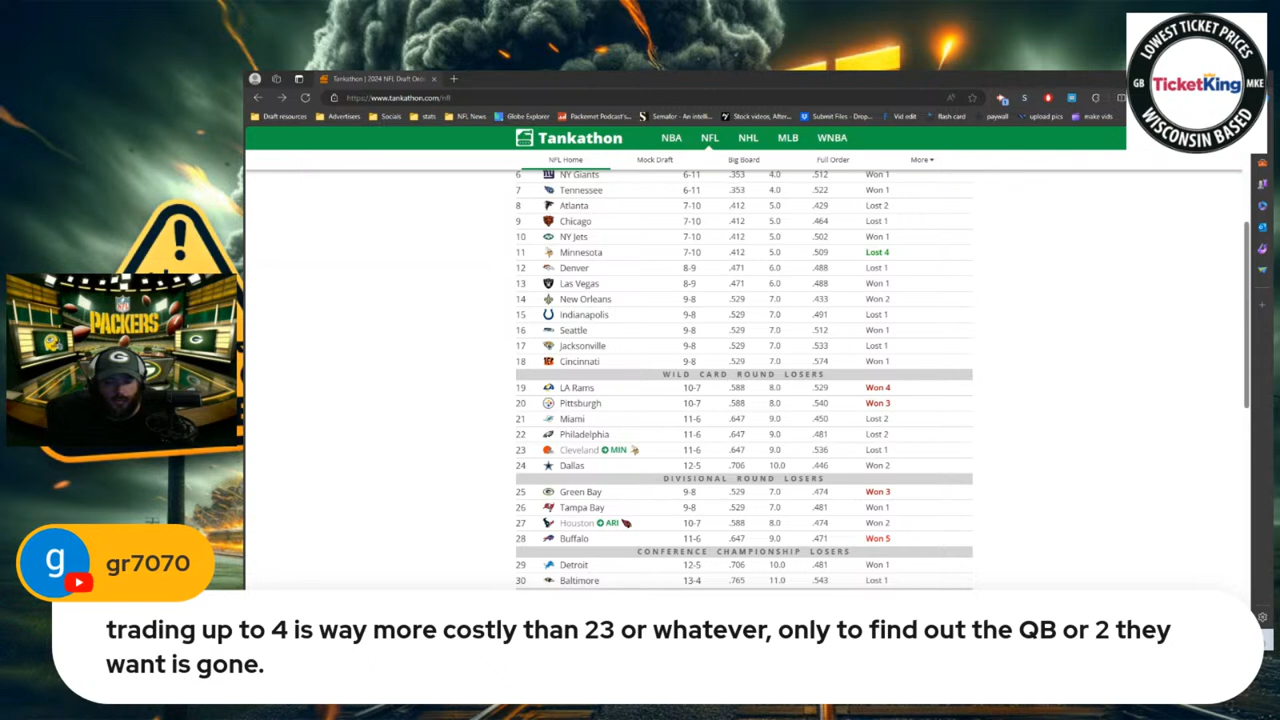 LOWEST TICKET PRICES
GB TicketKing MKE
WISCONSIN BASED
Tankathon | 2024 NFL Draft Ord
https://www.tankathon.com/nfl
Draft resources Advertisers Socials stats NFL News Globe Explorer Packernet Podcast's... Semafor - An intelli... Stock videos, After... Submit Files - Drop... Vid edit flash card paywall upload pics make vids
Tankathon NBA NFL NHL MLB WNBA
NFL Home Mock Draft Big Board Full Order More
6 NY Giants 6-11 .353 4.0 .512 Won 1
7 Tennessee 6-11 .353 4.0 .522 Won 1
8 Atlanta 7-10 .412 5.0 .429 Lost 2
9 Chicago 7-10 .412 5.0 .464 Lost 1
10 NY Jets 7-10 .412 5.0 .502 Won 1
11 Minnesota 7-10 .412 5.0 .509 Lost 4
12 Denver 8-9 .471 6.0 .488 Lost 1
13 Las Vegas 8-9 .471 6.0 .488 Won 1
14 New Orleans 9-8 .529 7.0 .433 Won 2
15 Indianapolis 9-8 .529 7.0 .491 Lost 1
16 Seattle 9-8 .529 7.0 .512 Won 1
17 Jacksonville 9-8 .529 7.0 .533 Lost 1
18 Cincinnati 9-8 .529 7.0 .574 Won 1
WILD CARD ROUND LOSERS
19 LA Rams 10-7 .588 8.0 .529 Won 4
20 Pittsburgh 10-7 .588 8.0 .540 Won 3
21 Miami 11-6 .647 9.0 .450 Lost 2
22 Philadelphia 11-6 .647 9.0 .481 Lost 2
23 Cleveland MIN 11-6 .647 9.0 .536 Lost 1
24 Dallas 12-5 .706 10.0 .446 Won 2
DIVISIONAL ROUND LOSERS
25 Green Bay 9-8 .529 7.0 .474 Won 3
26 Tampa Bay 9-8 .529 7.0 .481 Won 1
27 Houston ARI 10-7 .588 8.0 .474 Won 2
28 Buffalo 11-6 .647 9.0 .471 Won 5
CONFERENCE CHAMPIONSHIP LOSERS
29 Detroit 12-5 .706 10.0 .481 Won 1
30 Baltimore 13-4 .765 11.0 .543 Lost 1
PACKERS
g gr7070
trading up to 4 is way more costly than 23 or whatever, only to find out the QB or 2 they
want is gone.